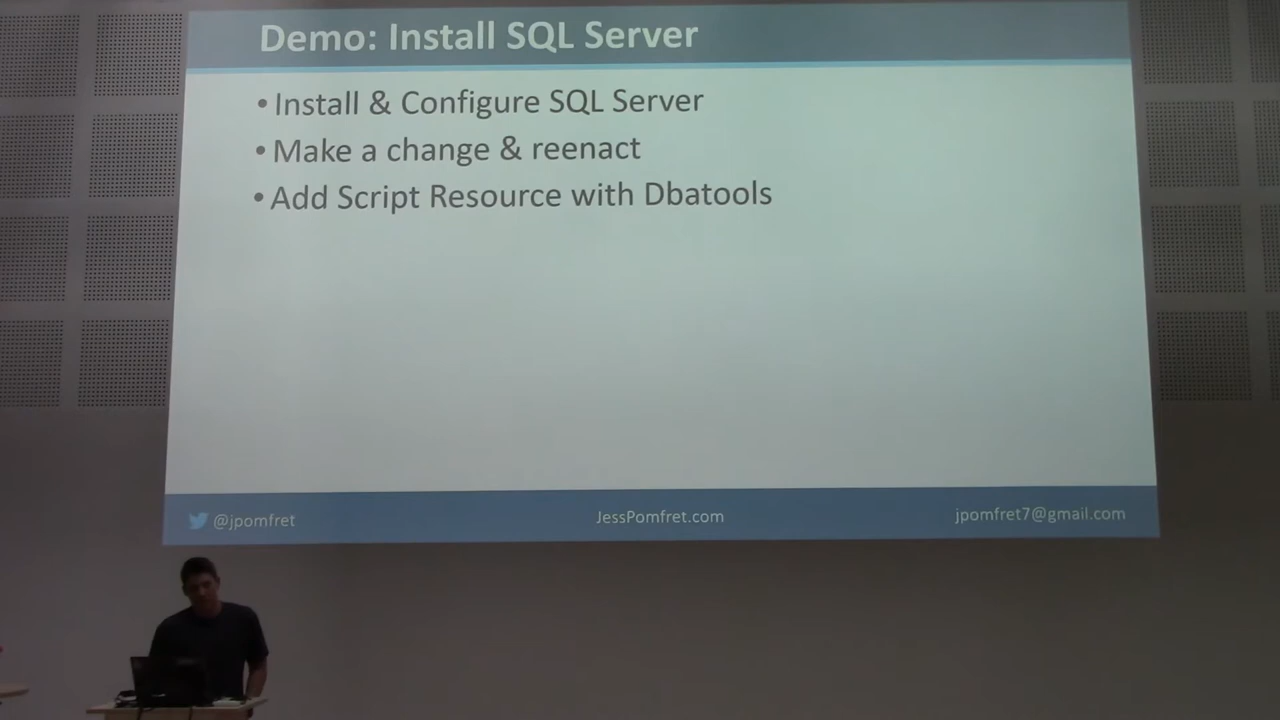 Demo: Install SQL Server
• Install & Configure SQL Server
• Make a change & reenact
• Add Script Resource with Dbatools
@jpomfret
JessPomfret.com
jpomfret7@gmail.com